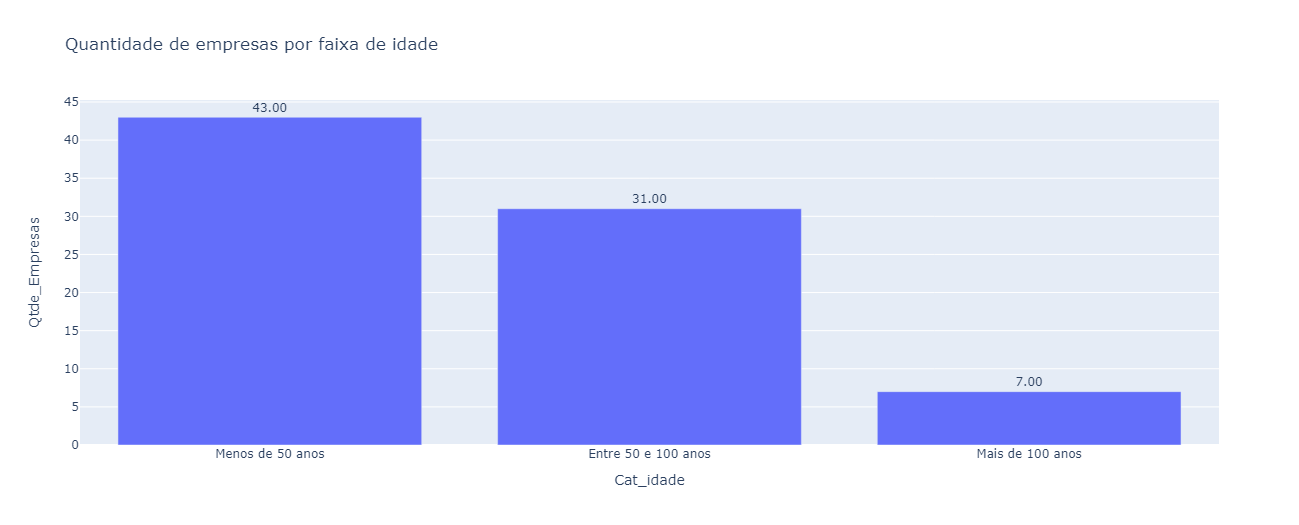 Quantidade de empresas por faixa de idade
45
40
35
30
25
20
15
10
5
0
Qtde_Empresas
43.00
31.00
7.00
Menos de 50 anos
Entre 50 e 100 anos
Mais de 100 anos
Cat_idade